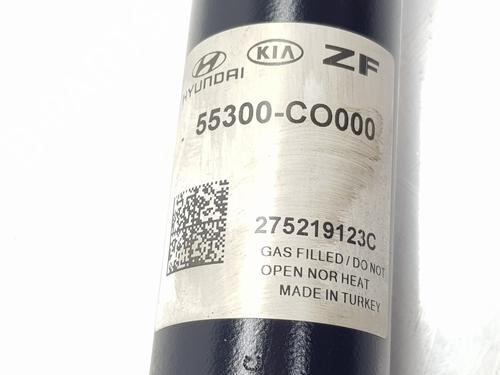 HYUNDAI KIA ZF
55300-CO000
275219123C
GAS FILLED / DO NOT
OPEN NOR HEAT
MADE IN TURKEY